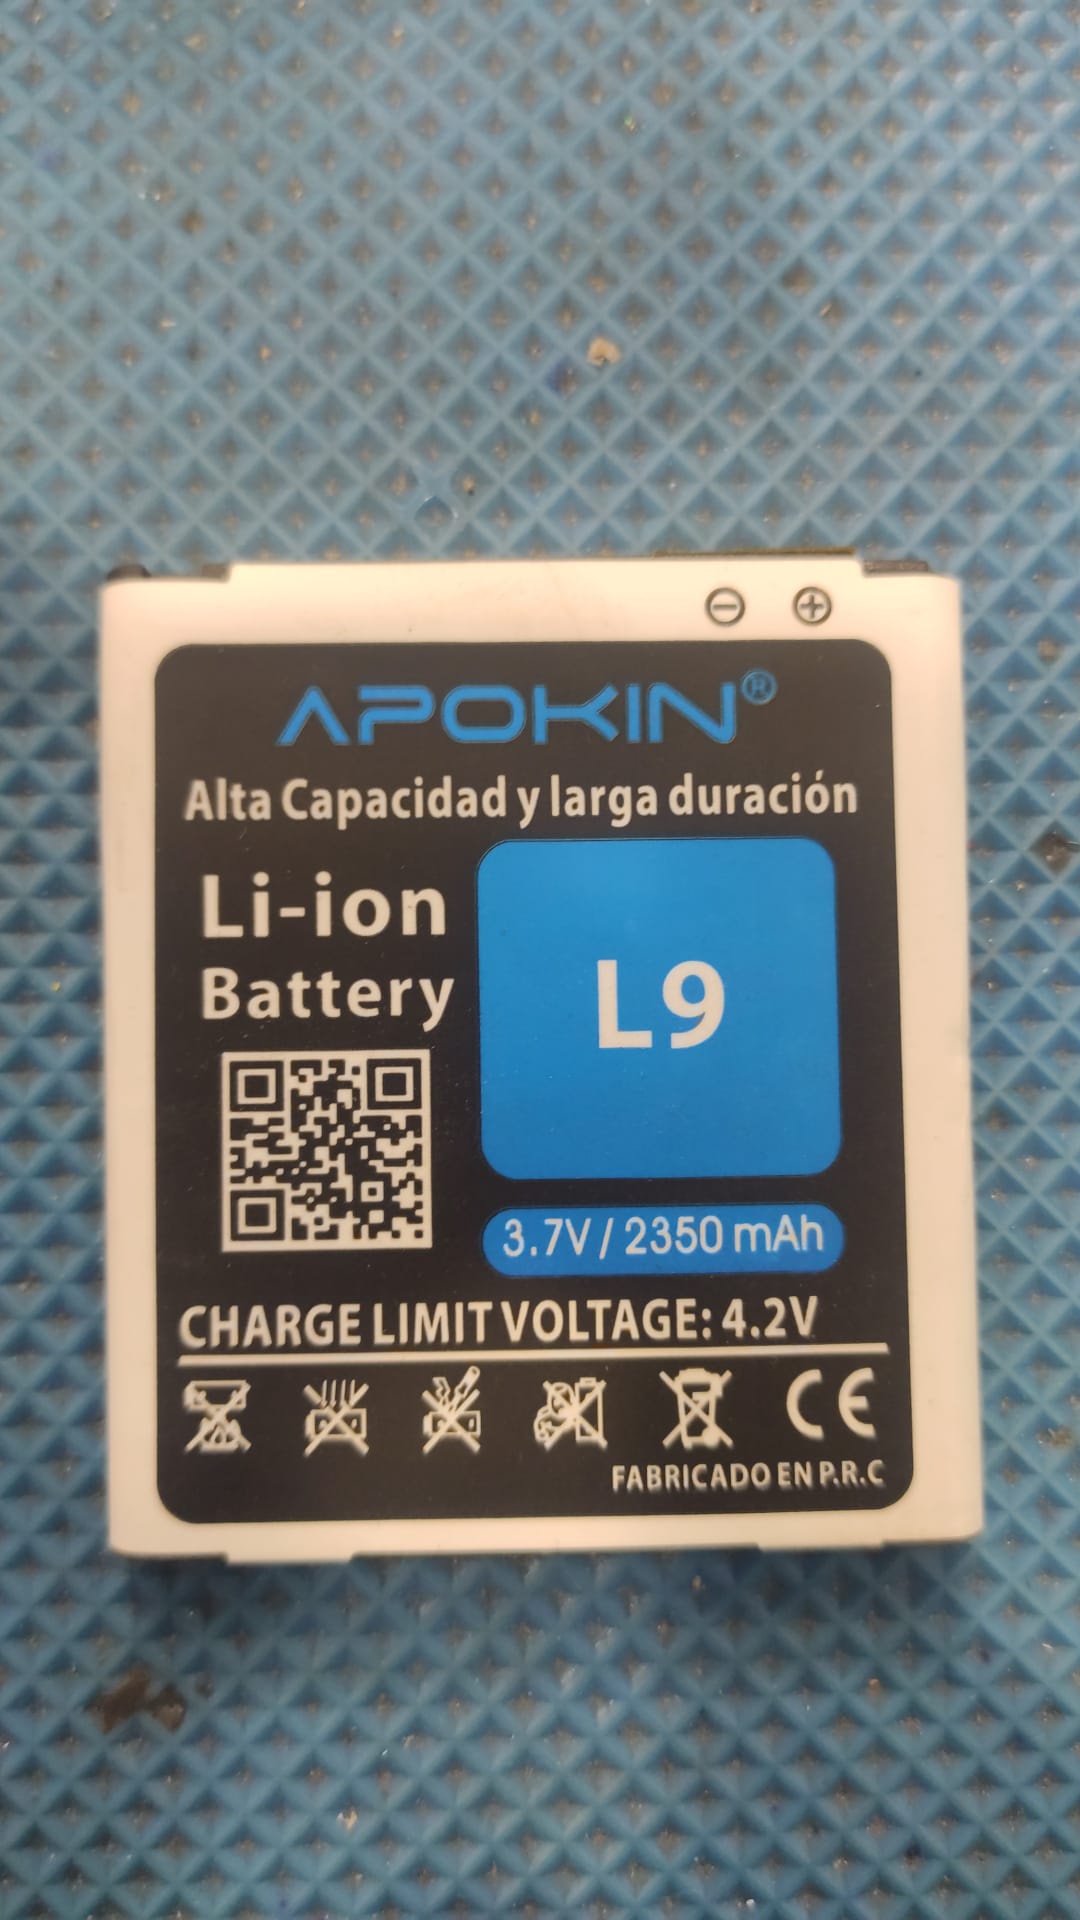 APOKIN®
Alta Capacidad y larga duración
Li-ion
Battery
L9
3.7V / 2350 mAh
CHARGE LIMIT VOLTAGE: 4.2V
CE
FABRICADO EN P.R.C